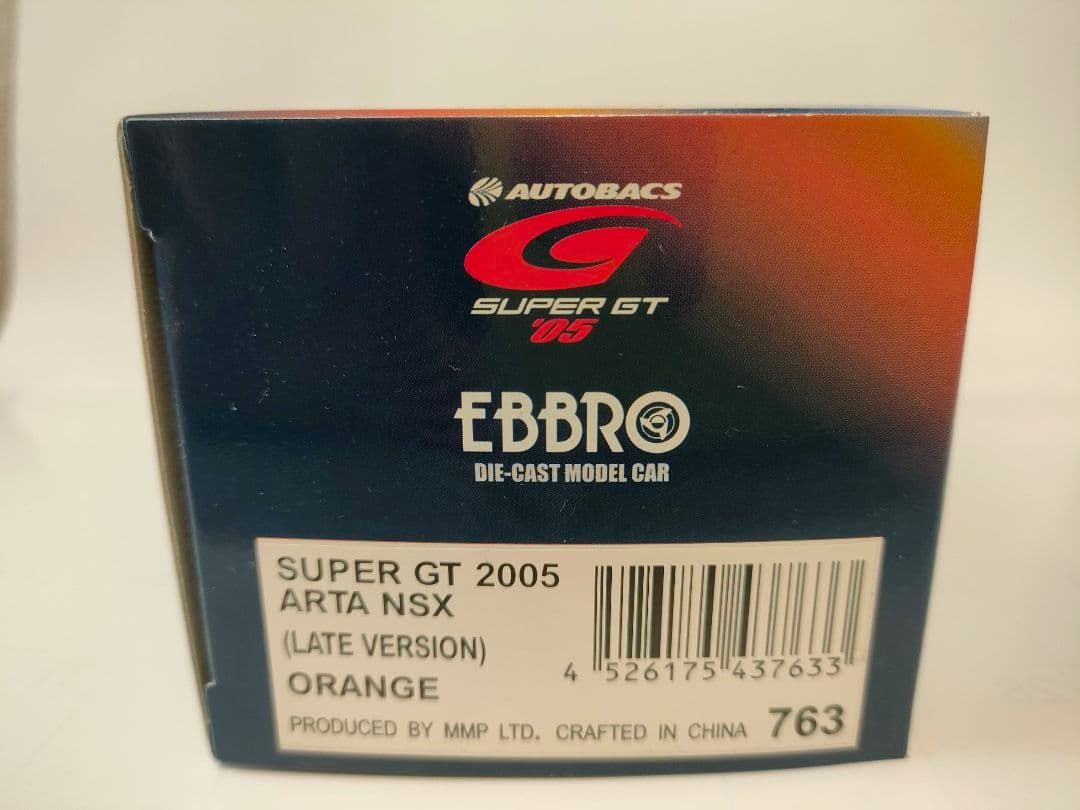 AUTOBACS
SUPER GT
'05
EBBRO
DIE-CAST MODEL CAR
SUPER GT 2005
ARTA NSX
(LATE VERSION)
ORANGE
4 526175 437633
PRODUCED BY MMP LTD. CRAFTED IN CHINA 763